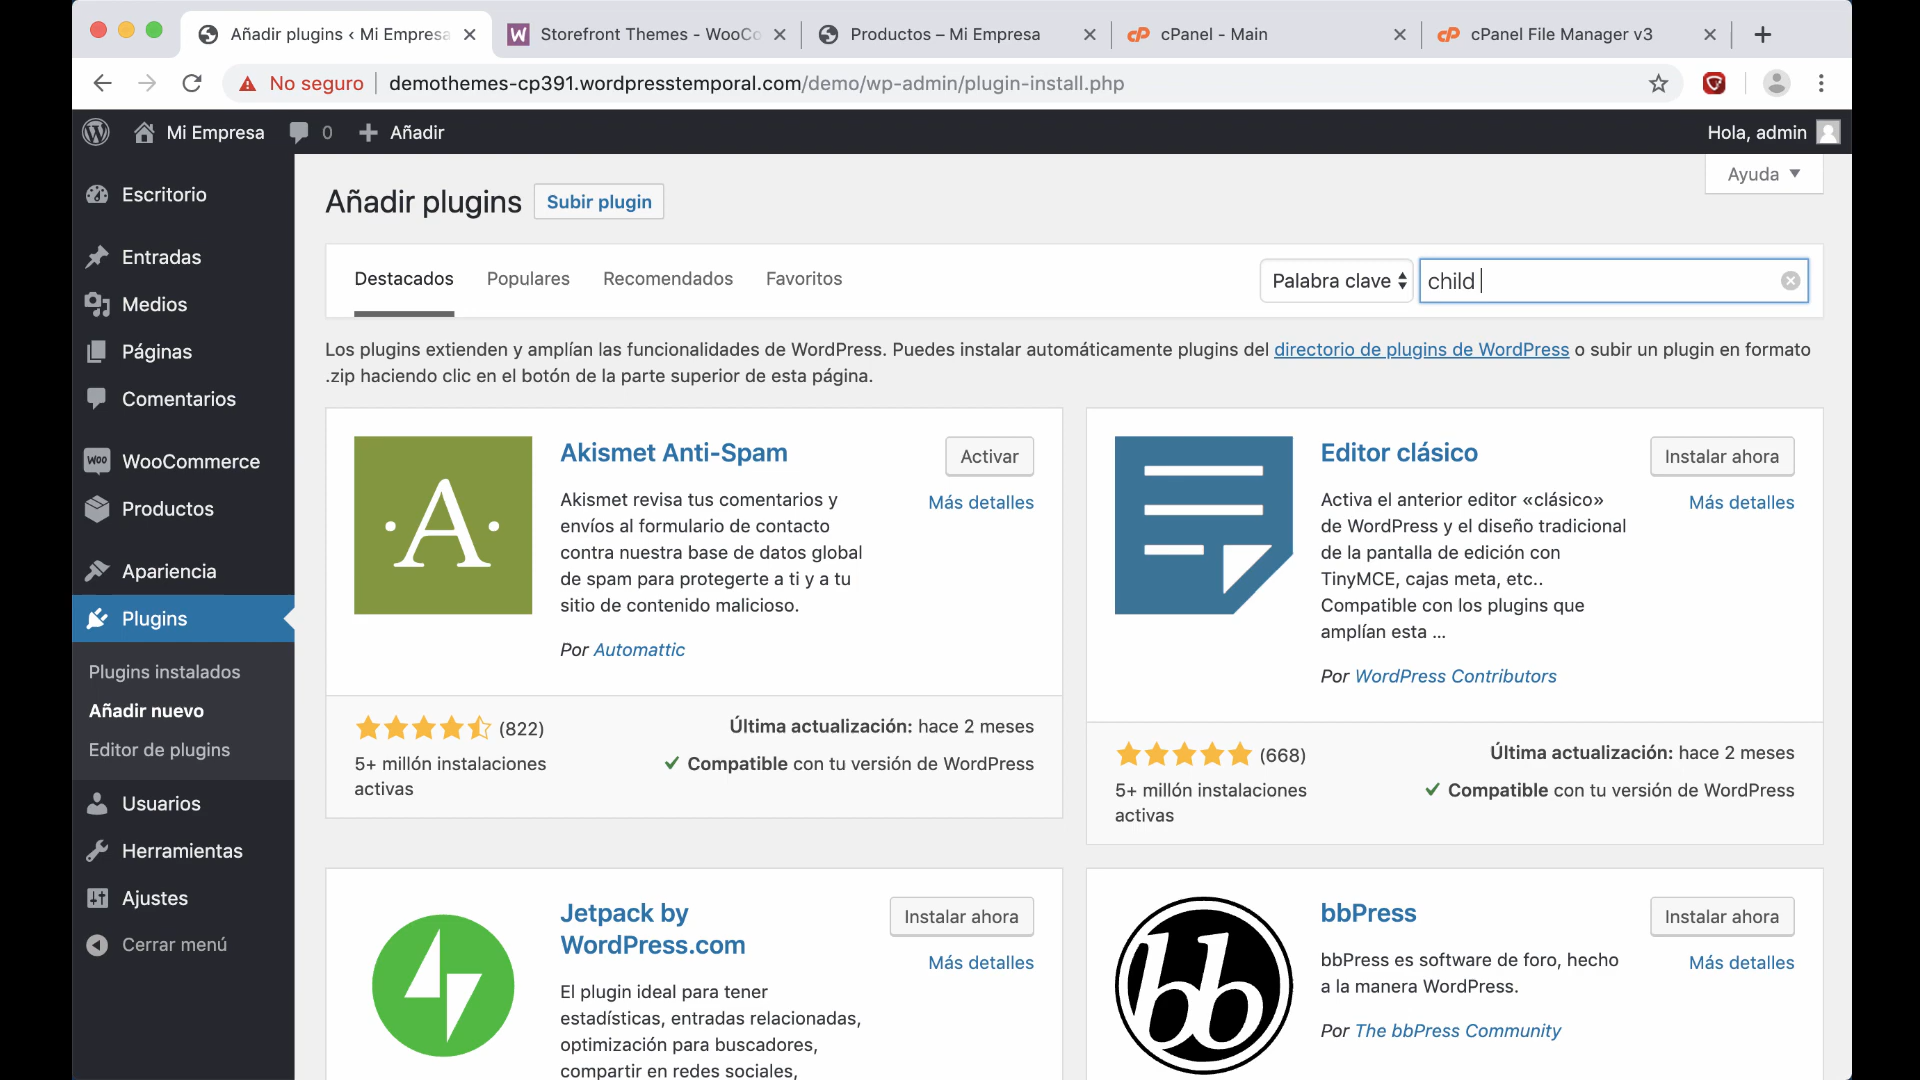 Añadir plugins ‹ Mi Empresa
Storefront Themes - WooCo
Productos – Mi Empresa
cPanel - Main
cPanel File Manager v3
No seguro
demothemes-cp391.wordpresstemporal.com/demo/wp-admin/plugin-install.php
Mi Empresa
0
Añadir
Hola, admin
Escritorio
Entradas
Medios
Páginas
Comentarios
WooCommerce
Productos
Apariencia
Plugins
Plugins instalados
Añadir nuevo
Editor de plugins
Usuarios
Herramientas
Ajustes
Cerrar menú
Ayuda
Añadir plugins
Subir plugin
Destacados
Populares
Recomendados
Favoritos
Palabra clave
child
Los plugins extienden y amplían las funcionalidades de WordPress. Puedes instalar automáticamente plugins del directorio de plugins de WordPress o subir un plugin en formato
.zip haciendo clic en el botón de la parte superior de esta página.
Akismet Anti-Spam
Activar
Más detalles
Akismet revisa tus comentarios y
envíos al formulario de contacto
contra nuestra base de datos global
de spam para protegerte a ti y a tu
sitio de contenido malicioso.
Por Automattic
(822)
Última actualización: hace 2 meses
5+ millón instalaciones
activas
Compatible con tu versión de WordPress
Editor clásico
Instalar ahora
Más detalles
Activa el anterior editor «clásico»
de WordPress y el diseño tradicional
de la pantalla de edición con
TinyMCE, cajas meta, etc..
Compatible con los plugins que
amplían esta ...
Por WordPress Contributors
(668)
Última actualización: hace 2 meses
5+ millón instalaciones
activas
Compatible con tu versión de WordPress
Jetpack by
WordPress.com
Instalar ahora
Más detalles
El plugin ideal para tener
estadísticas, entradas relacionadas,
optimización para buscadores,
compartir en redes sociales,
bb
bbPress
Instalar ahora
Más detalles
bbPress es software de foro, hecho
a la manera WordPress.
Por The bbPress Community